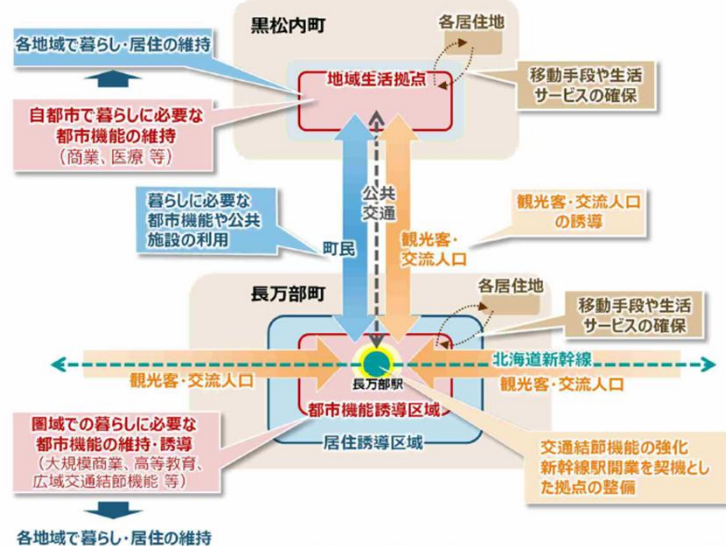 黒松内町
各居住地
各地域で暮らし・居住の維持
地域生活拠点
移動手段や生活
サービスの確保
自都市で暮らしに必要な
都市機能の維持
（商業、医療 等）
公共
交通
暮らしに必要な
都市機能や公共
施設の利用
町民
観光客・
交流人口
観光客・交流人口
の誘導
長万部町
各居住地
移動手段や生活
サービスの確保
北海道新幹線
観光客・交流人口
長万部駅
観光客・交流人口
都市機能誘導区域
居住誘導区域
圏域での暮らしに必要な
都市機能の維持・誘導
（大規模商業、高等教育、
広域交通結節機能 等）
交通結節機能の強化
新幹線駅開業を契機とし
た拠点の整備
各地域で暮らし・居住の維持